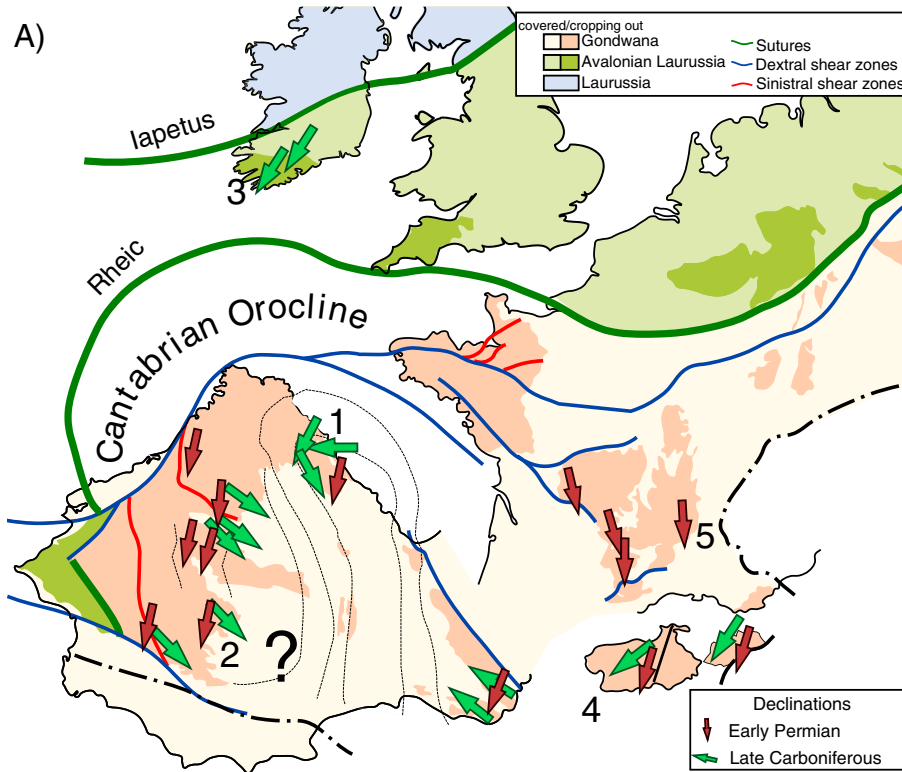 A)
covered/cropping out
Gondwana
Avalonian Laurussia
Laurussia
Sutures
Dextral shear zones
Sinistral shear zones
Iapetus
3
Rheic
Cantabrian Orocline
1
5
2
?
4
Declinations
Early Permian
Late Carboniferous